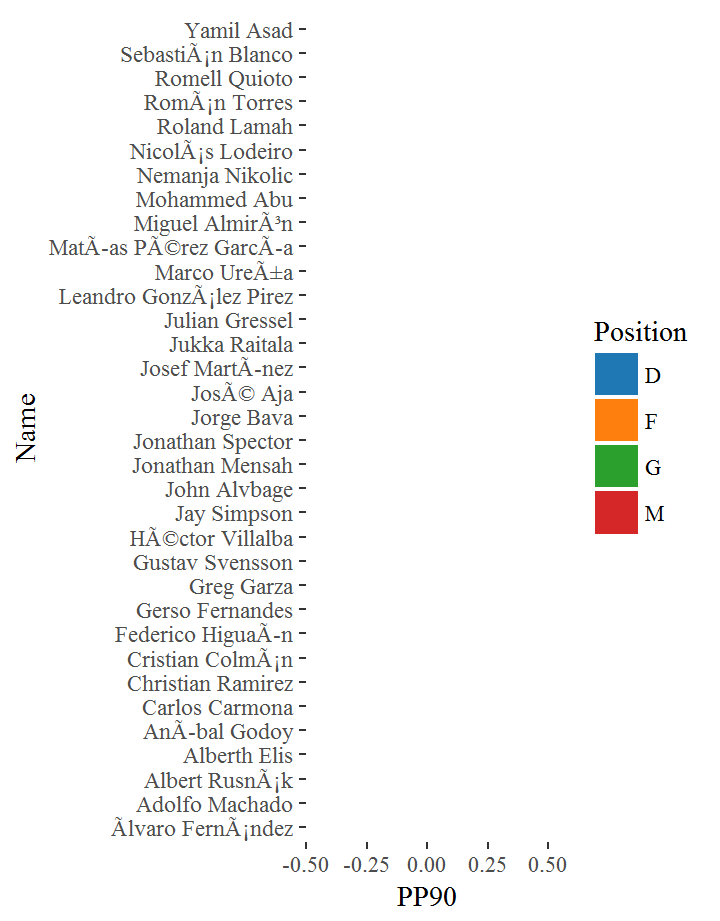 Yamil Asad
SebastiÃ¡n Blanco
Romell Quioto
RomÃ¡n Torres
Roland Lamah
NicolÃ¡s Lodeiro
Nemanja Nikolic
Mohammed Abu
Miguel AlmirÃ³n
MatÃ-as PÃ©rez GarcÃ-a
Marco UreÃ±a
Leandro GonzÃ¡lez Pirez
Julian Gressel
Jukka Raitala
Josef MartÃ-nez
JosÃ© Aja
Jorge Bava
Jonathan Spector
Jonathan Mensah
John Alvbage
Jay Simpson
HÃ©ctor Villalba
Gustav Svensson
Greg Garza
Gerso Fernandes
Federico HiguaÃ-n
Cristian ColmÃ¡n
Christian Ramirez
Carlos Carmona
AnÃ-bal Godoy
Alberth Elis
Albert RusnÃ¡k
Adolfo Machado
Ãlvaro FernÃ¡ndez
Name
-0.50 -0.25 0.00 0.25 0.50
PP90
Position
D
F
G
M